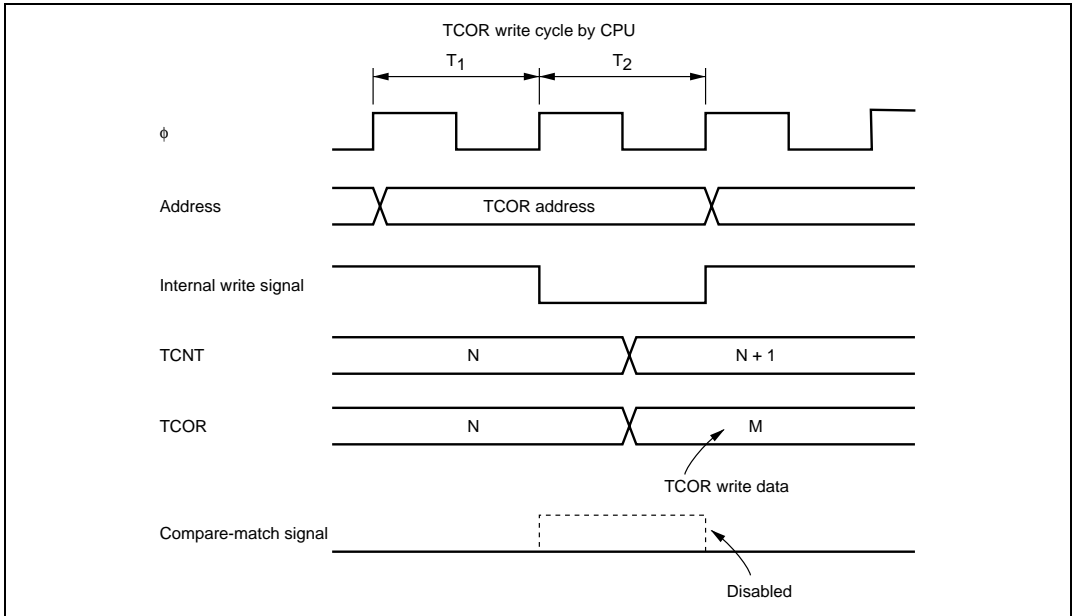 TCOR write cycle by CPU
T1 T2
ϕ
Address TCOR address
Internal write signal
TCNT N N + 1
TCOR N M
TCOR write data
Compare-match signal
Disabled